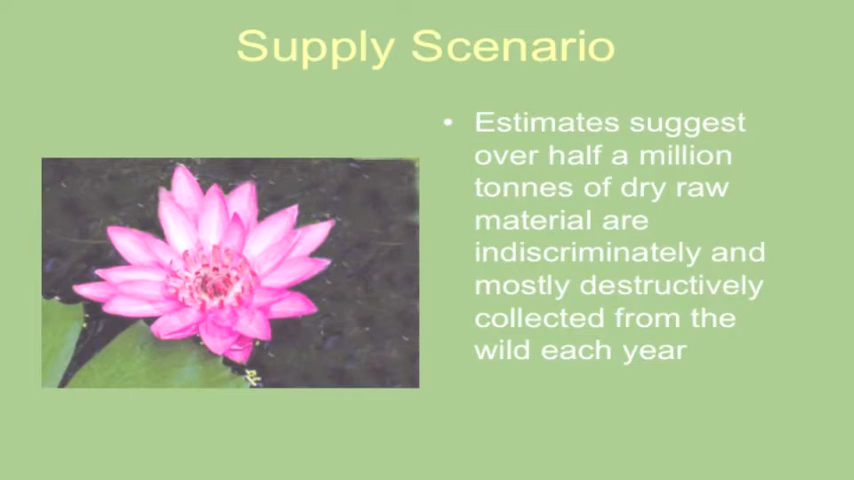 Supply Scenario
• Estimates suggest
over half a million
tonnes of dry raw
material are
indiscriminately and
mostly destructively
collected from the
wild each year